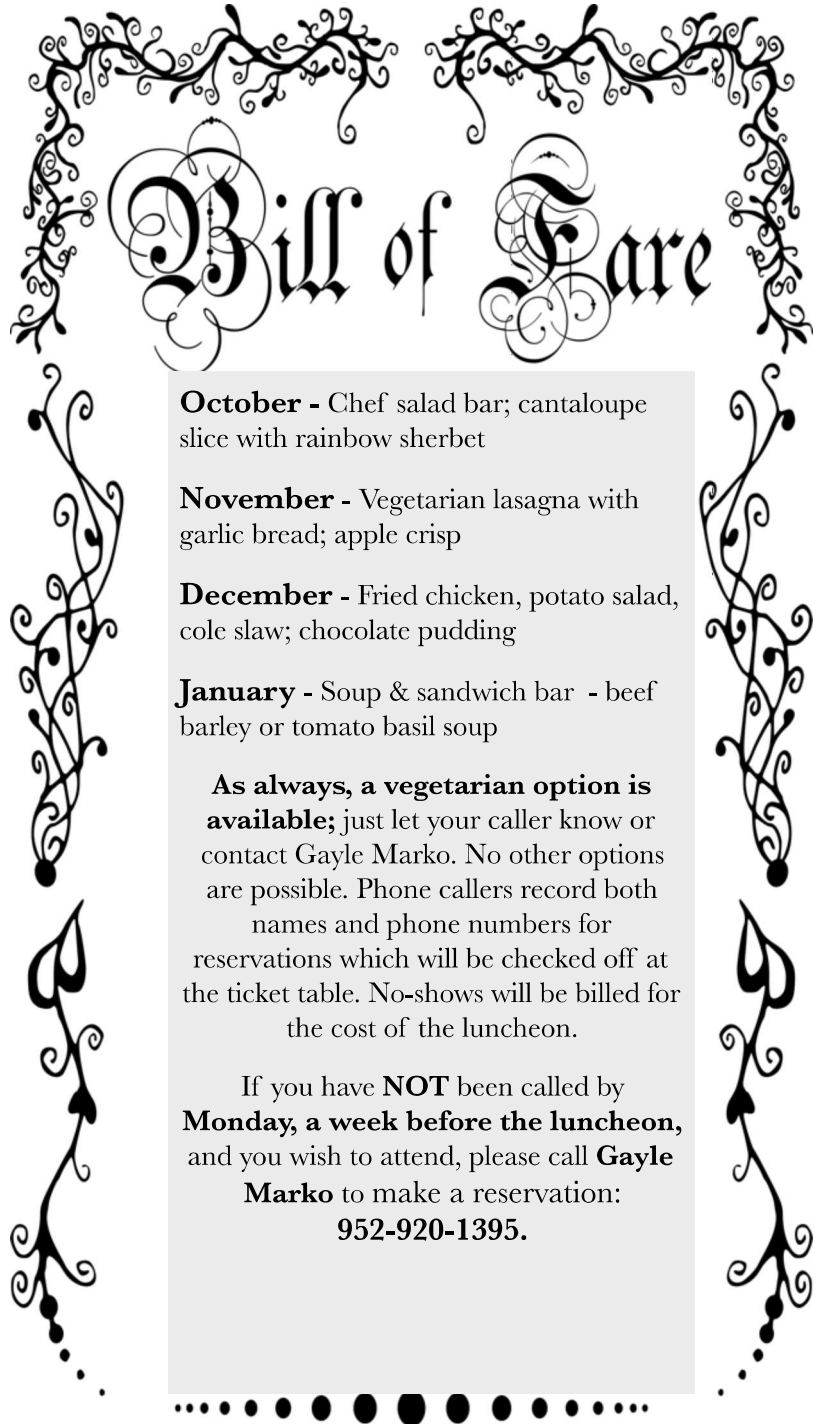 Bill of Fare
October - Chef salad bar; cantaloupe
slice with rainbow sherbet
November - Vegetarian lasagna with
garlic bread; apple crisp
December - Fried chicken, potato salad,
cole slaw; chocolate pudding
January - Soup & sandwich bar - beef
barley or tomato basil soup
As always, a vegetarian option is
available; just let your caller know or
contact Gayle Marko. No other options
are possible. Phone callers record both
names and phone numbers for
reservations which will be checked off at
the ticket table. No-shows will be billed for
the cost of the luncheon.
If you have NOT been called by
Monday, a week before the luncheon,
and you wish to attend, please call Gayle
Marko to make a reservation:
952-920-1395.